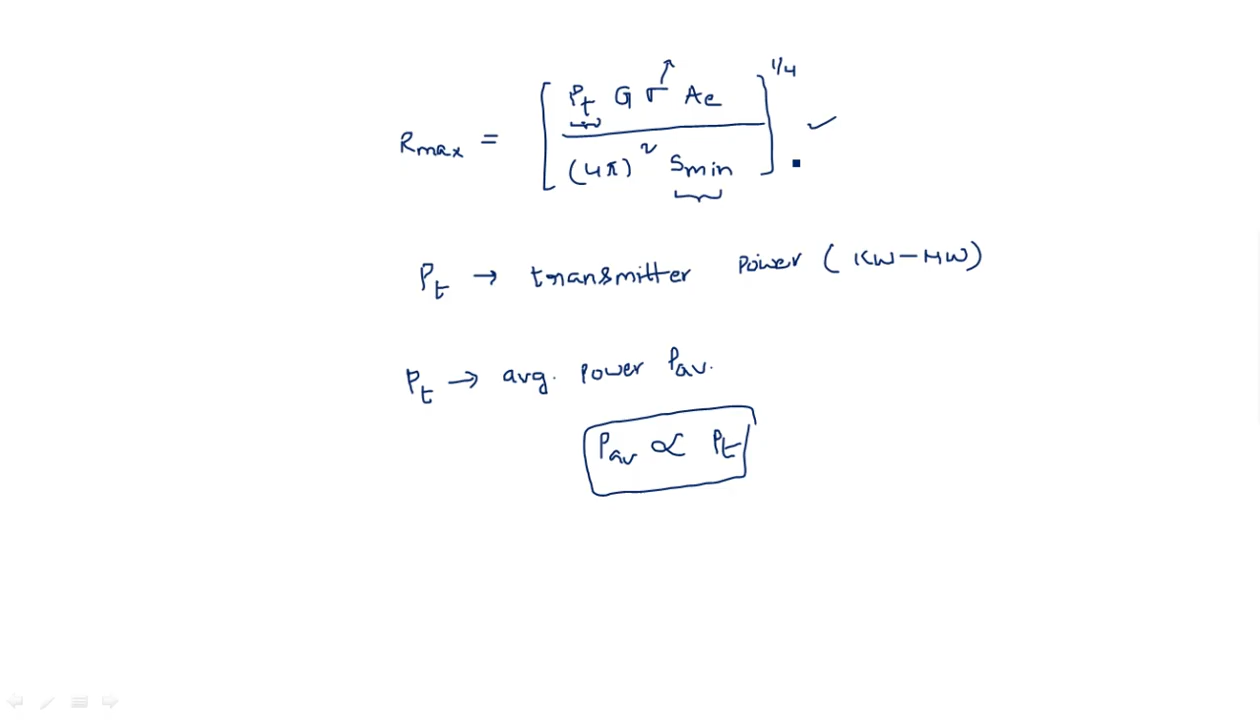 Rmax = [ Pt G σ Ae / (4π)² Smin ]^1/4 ✓
Pt → transmitter power (KW-MW)
Pt → avg. power Pav.
Pav ∝ Pt